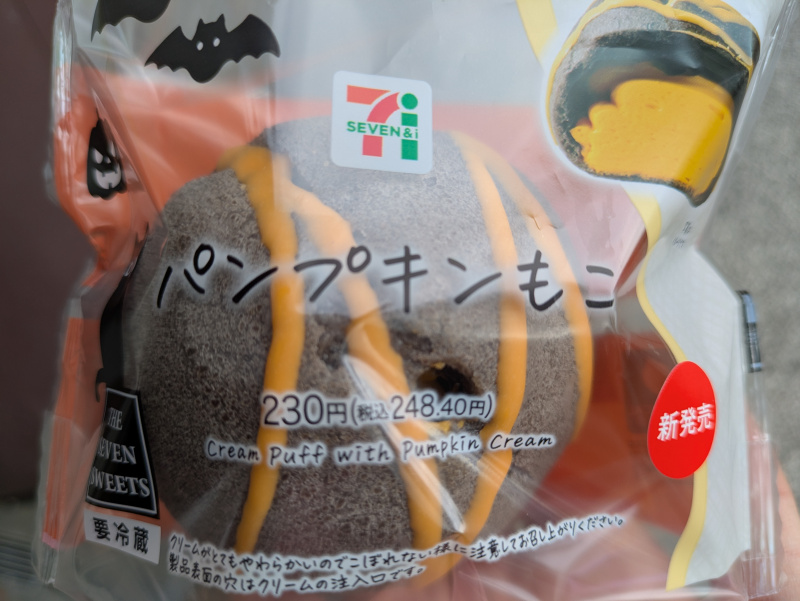 SEVEN&i
パンプキンもこ
230円(税込248.40円)
Cream Puff with Pumpkin Cream
新発売
THE
SEVEN
SWEETS
要冷蔵
クリームがとてもやわらかいのでこぼれない様に注意してお召し上がりください。
製品表面の穴はクリームの注入口です。